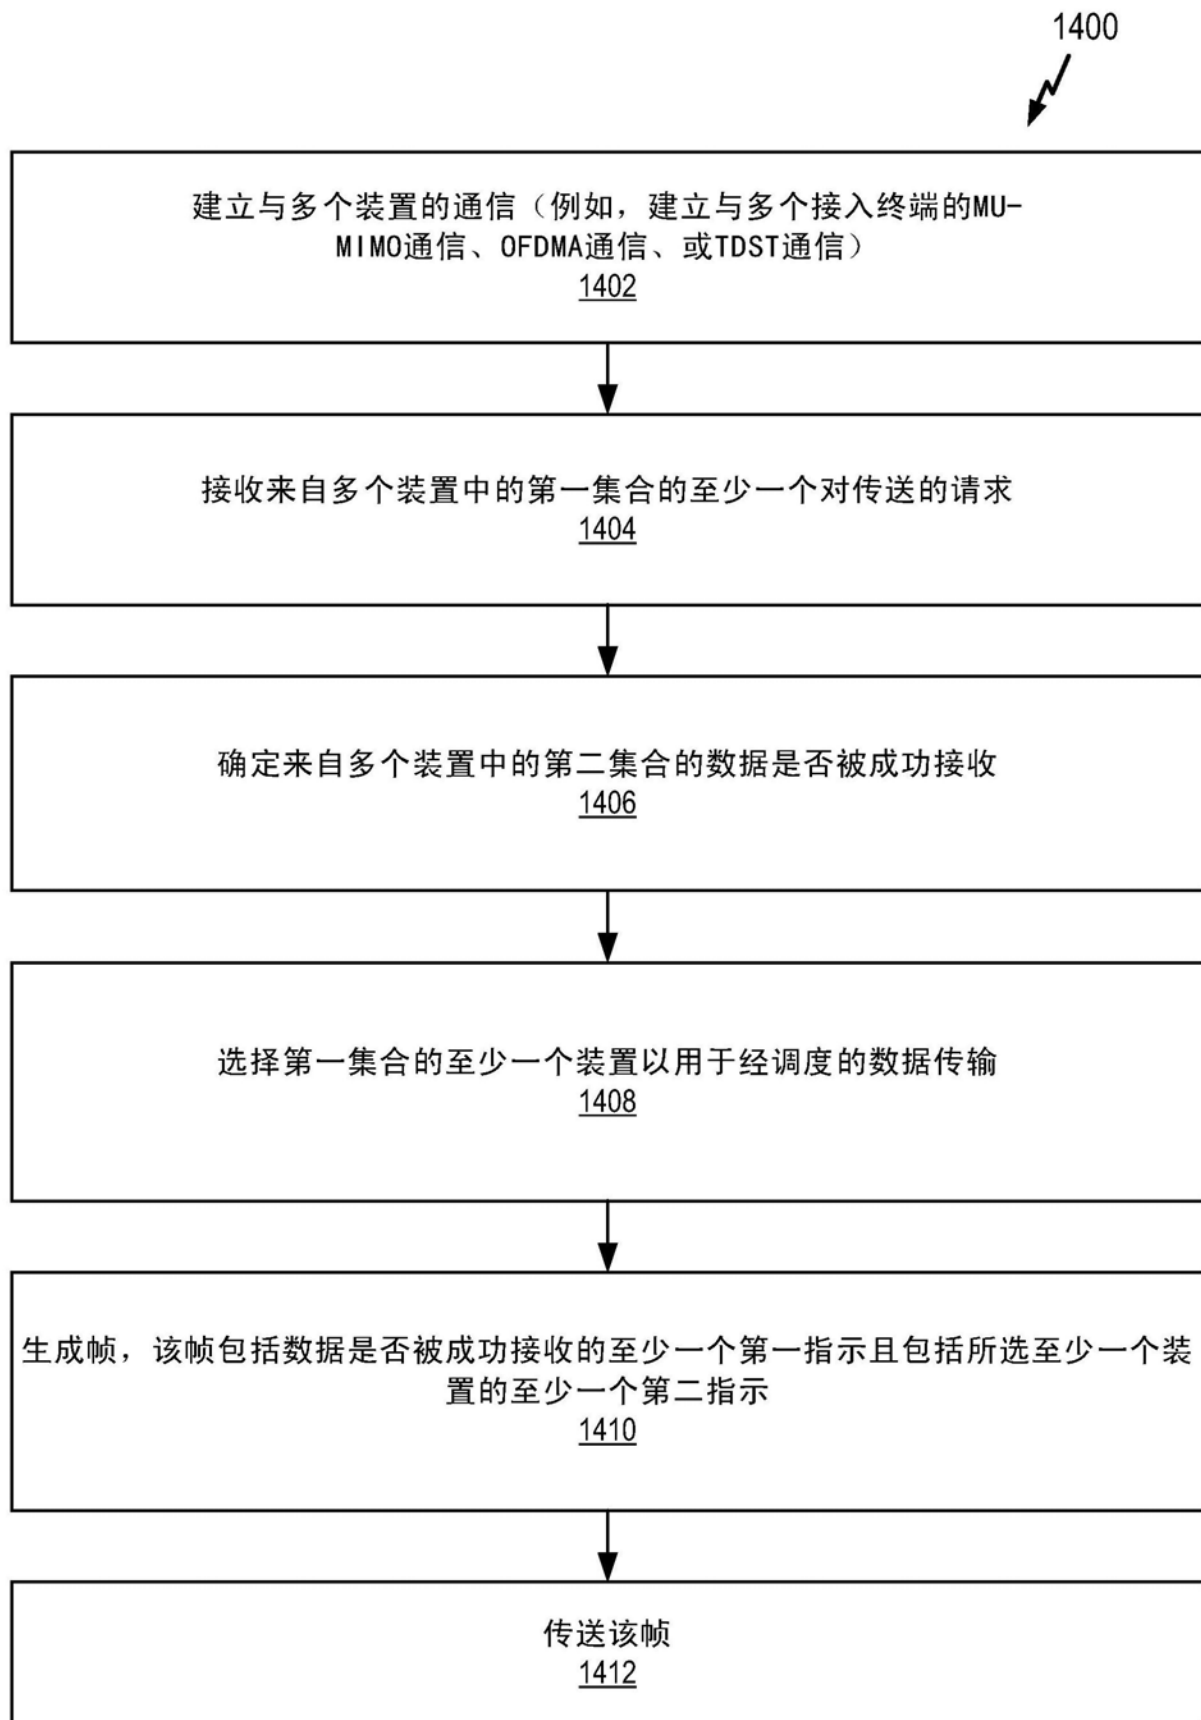 1400
建立与多个装置的通信（例如，建立与多个接入终端的MU-
MIMO通信、OFDMA通信、或TDST通信）
1402
接收来自多个装置中的第一集合的至少一个对传送的请求
1404
确定来自多个装置中的第二集合的数据是否被成功接收
1406
选择第一集合的至少一个装置以用于经调度的数据传输
1408
生成帧，该帧包括数据是否被成功接收的至少一个第一指示且包括所选至少一个装
置的至少一个第二指示
1410
传送该帧
1412